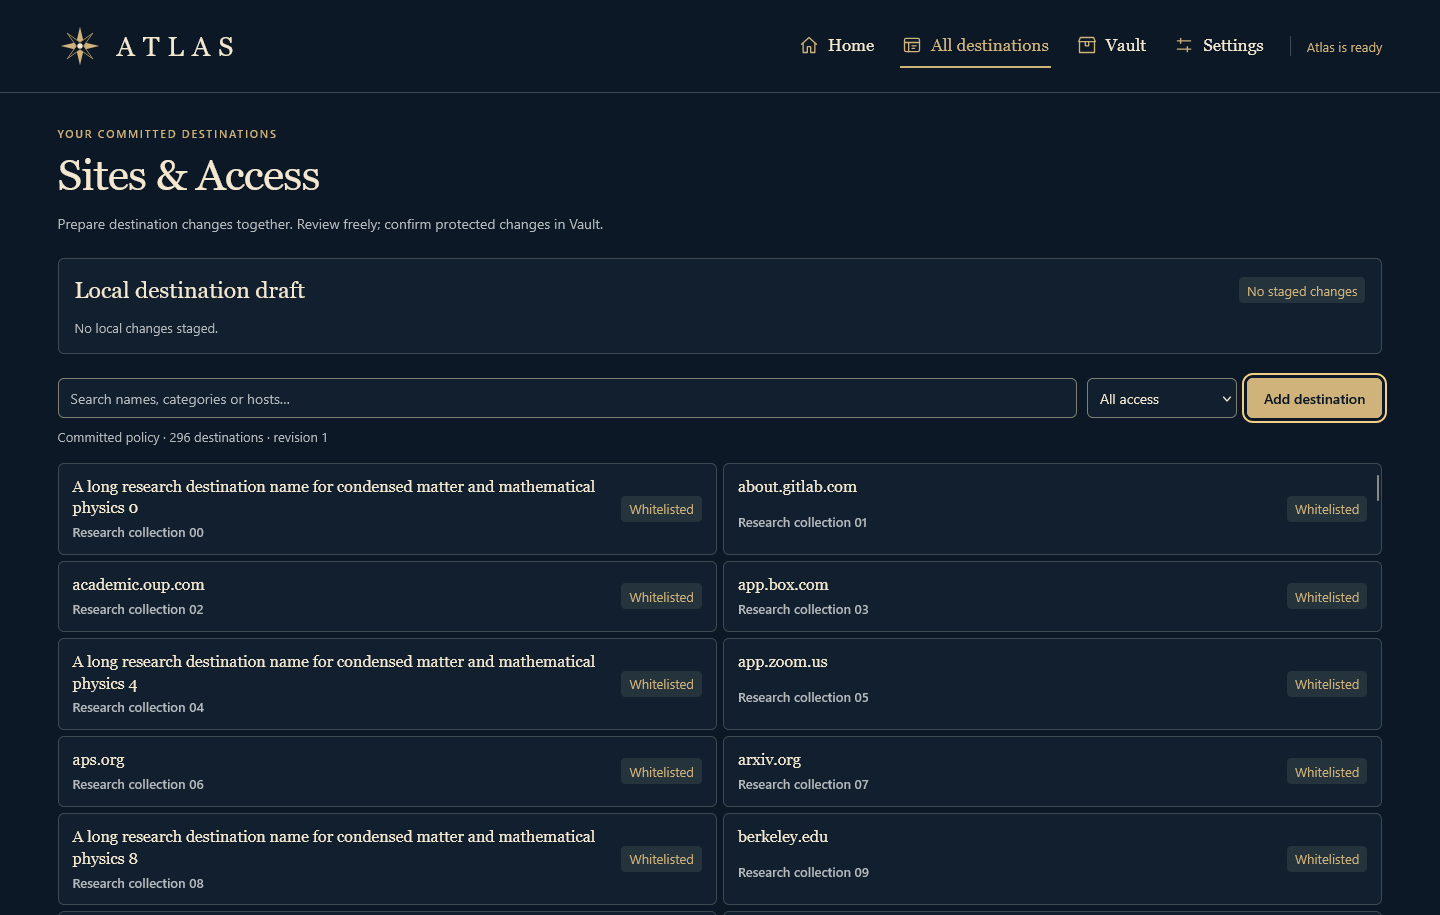 ATLAS
Home
All destinations
Vault
Settings
Atlas is ready
YOUR COMMITTED DESTINATIONS
Sites & Access
Prepare destination changes together. Review freely; confirm protected changes in Vault.
Local destination draft
No staged changes
No local changes staged.
Search names, categories or hosts...
All access
Add destination
Committed policy · 296 destinations · revision 1
A long research destination name for condensed matter and mathematical
physics 0
Research collection 00
Whitelisted
about.gitlab.com
Research collection 01
Whitelisted
academic.oup.com
Research collection 02
Whitelisted
app.box.com
Research collection 03
Whitelisted
A long research destination name for condensed matter and mathematical
physics 4
Research collection 04
Whitelisted
app.zoom.us
Research collection 05
Whitelisted
aps.org
Research collection 06
Whitelisted
arxiv.org
Research collection 07
Whitelisted
A long research destination name for condensed matter and mathematical
physics 8
Research collection 08
Whitelisted
berkeley.edu
Research collection 09
Whitelisted